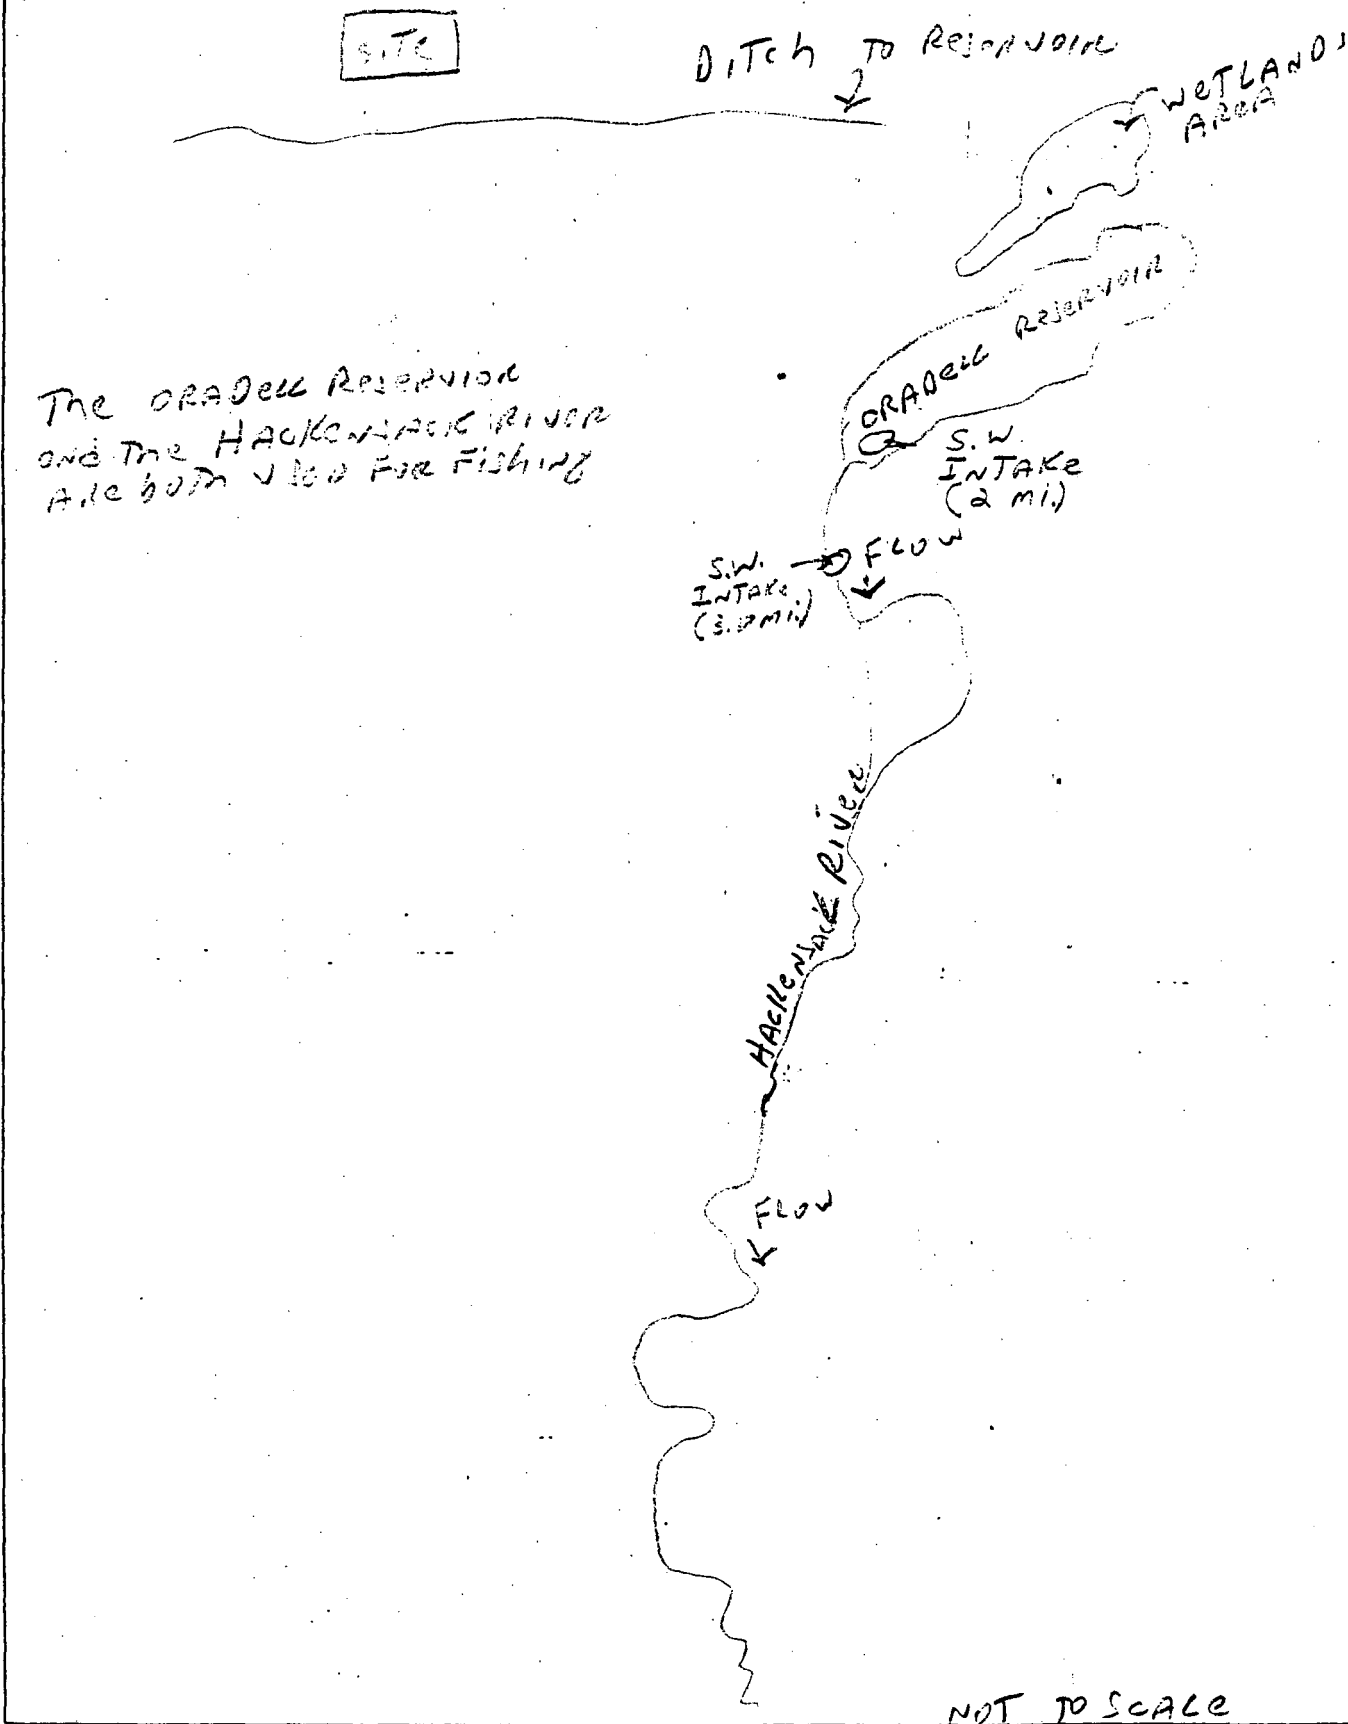 SITE
DITCH TO RESERVOIR
WETLANDS
AREA
ORADELL RESERVOIR
The ORADELL RESERVIOR
AND THE HACKENSACK RIVER
ARE BOTH USED FOR FISHING
S.W.
INTAKE
(2 mi.)
FLOW
S.W.
INTAKE
HACKENSACK RIVER
FLOW
NOT TO SCALE